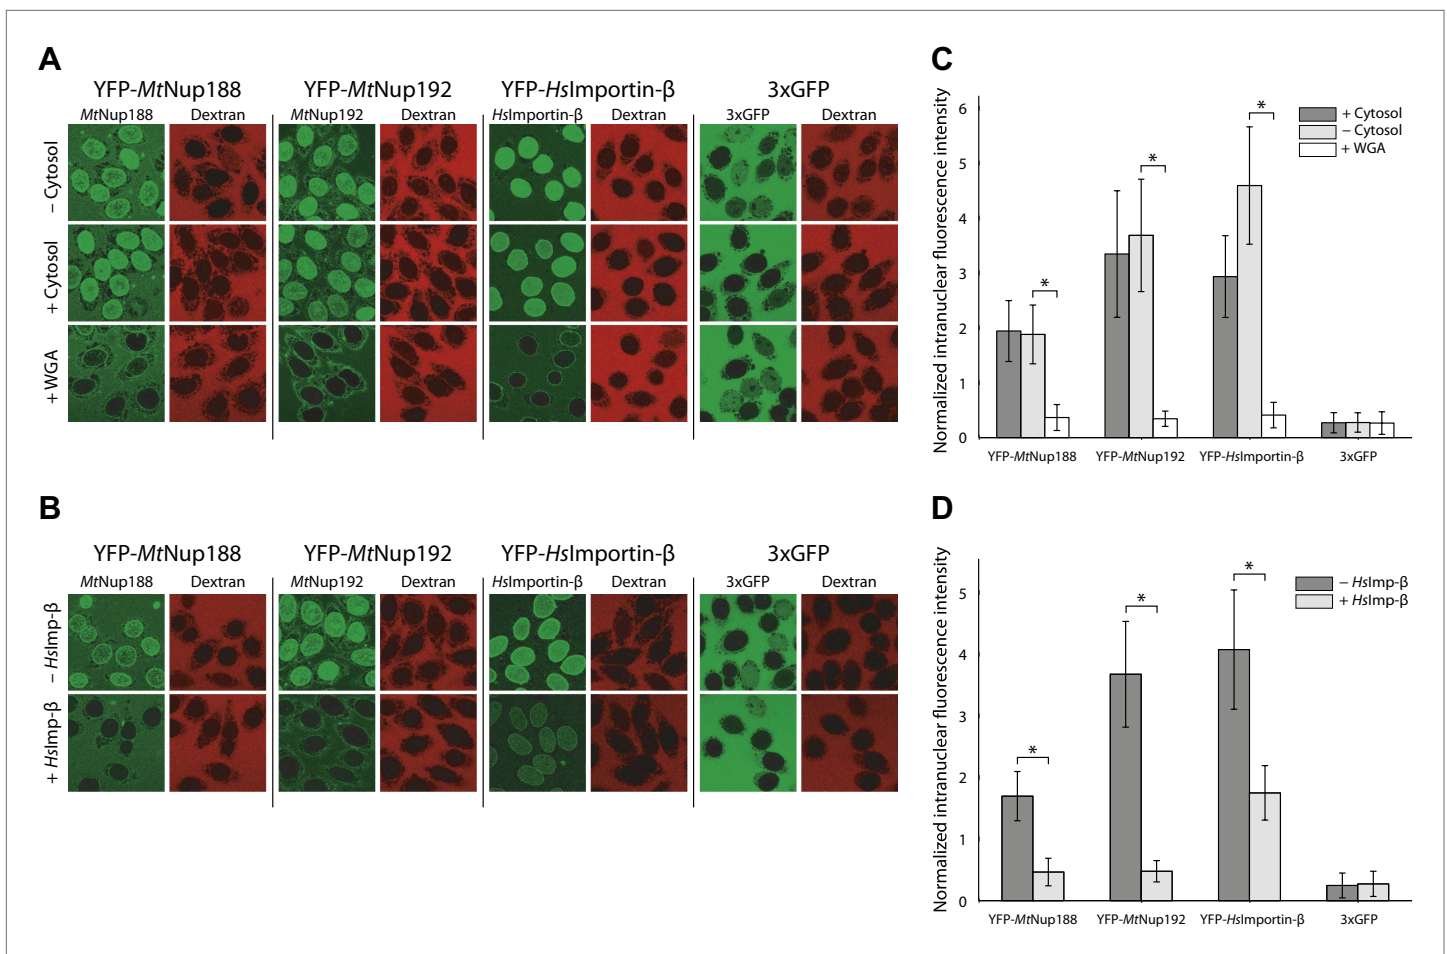 A
YFP-MtNup188 YFP-MtNup192 YFP-HsImportin-β 3xGFP
MtNup188 Dextran MtNup192 Dextran HsImportin-β Dextran 3xGFP Dextran
– Cytosol
+ Cytosol
+ WGA
B
YFP-MtNup188 YFP-MtNup192 YFP-HsImportin-β 3xGFP
MtNup188 Dextran MtNup192 Dextran HsImportin-β Dextran 3xGFP Dextran
– HsImp-β
+ HsImp-β
C
Normalized intranuclear fluorescence intensity
6
5
4
3
2
1
0
* * *
+ Cytosol
– Cytosol
+ WGA
YFP-MtNup188 YFP-MtNup192 YFP-HsImportin-β 3xGFP
D
Normalized intranuclear fluorescence intensity
5
4
3
2
1
0
* * *
– HsImp-β
+ HsImp-β
YFP-MtNup188 YFP-MtNup192 YFP-HsImportin-β 3xGFP